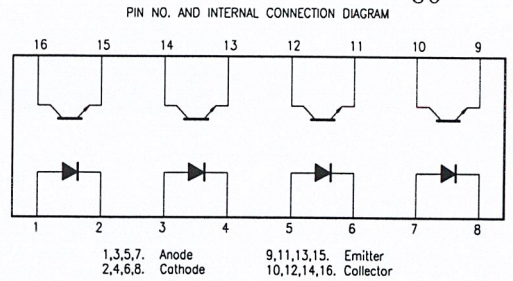 PIN NO. AND INTERNAL CONNECTION DIAGRAM
16 15 14 13 12 11 10 9
1 2 3 4 5 6 7 8
1,3,5,7. Anode 9,11,13,15. Emitter
2,4,6,8. Cathode 10,12,14,16. Collector